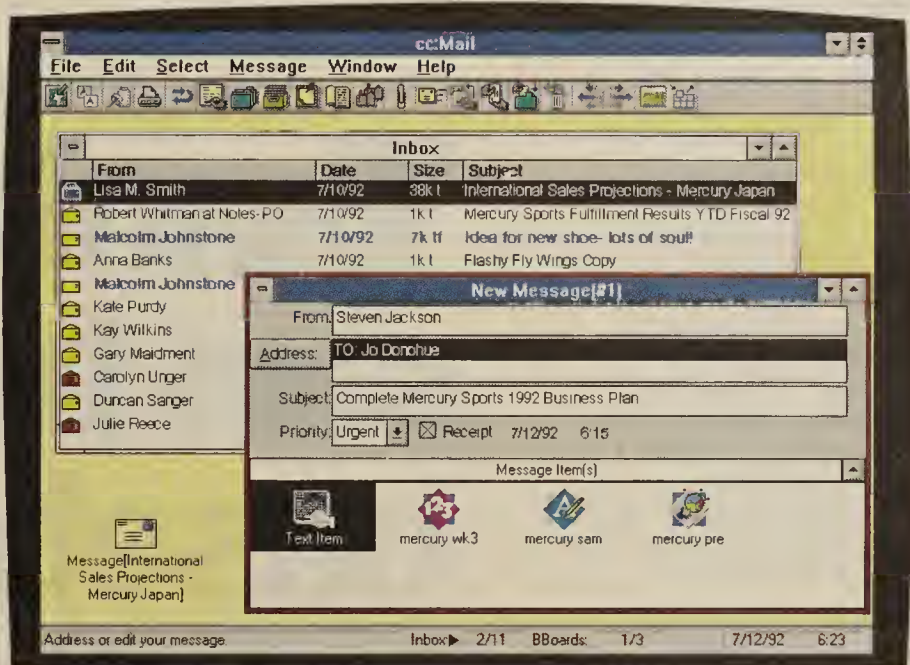 cc:Mail
File Edit Select Message Window Help
Inbox
From Date Size Subject
Lisa M. Smith 7/10/92 38k t International Sales Projections - Mercury Japan
Robert Whitman at Notes-PO 7/10/92 1k t Mercury Sports Fulfillment Results YTD Fiscal 92
Malcolm Johnstone 7/10/92 7k tf Idea for new shoe- lots of soul!
Anna Banks 7/10/92 1k t Flashy Fly Wings Copy
Malcolm Johnstone
Kate Purdy
Kay Wilkins
Gary Maidment
Carolyn Unger
Duncan Sanger
Julie Reece
New Message[#1]
From: Steven Jackson
Address: TO: Jo Donohue
Subject: Complete Mercury Sports 1992 Business Plan
Priority: Urgent Receipt 7/12/92 6:15
Message Item(s)
123
Text Item mercury wk3 mercury sam mercury pre
Message[International
Sales Projections -
Mercury Japan]
Address or edit your message. Inbox 2/11 BBoards: 1/3 7/12/92 6:23